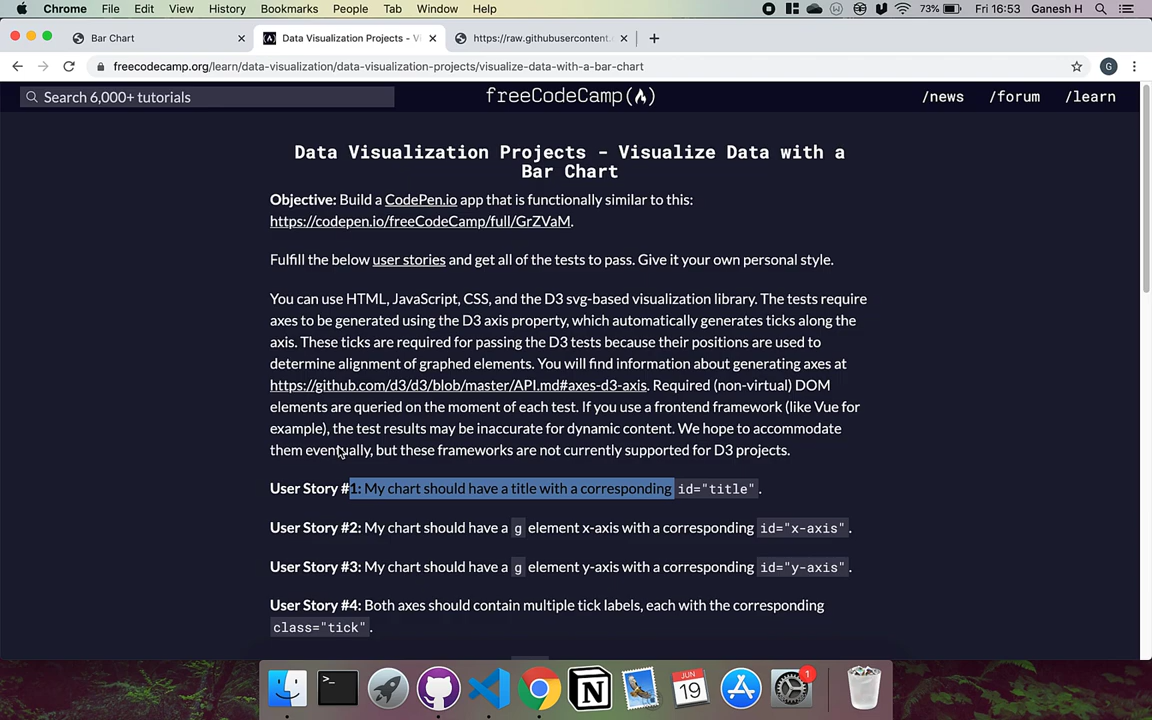 Chrome File Edit View History Bookmarks People Tab Window Help 73% Fri 16:53 Ganesh H
Bar Chart Data Visualization Projects - V https://raw.githubusercontent.
freecodecamp.org/learn/data-visualization/data-visualization-projects/visualize-data-with-a-bar-chart G
Search 6,000+ tutorials freeCodeCamp /news /forum /learn
Data Visualization Projects - Visualize Data with a
Bar Chart
Objective: Build a CodePen.io app that is functionally similar to this:
https://codepen.io/freeCodeCamp/full/GrZVaM.
Fulfill the below user stories and get all of the tests to pass. Give it your own personal style.
You can use HTML, JavaScript, CSS, and the D3 svg-based visualization library. The tests require
axes to be generated using the D3 axis property, which automatically generates ticks along the
axis. These ticks are required for passing the D3 tests because their positions are used to
determine alignment of graphed elements. You will find information about generating axes at
https://github.com/d3/d3/blob/master/API.md#axes-d3-axis. Required (non-virtual) DOM
elements are queried on the moment of each test. If you use a frontend framework (like Vue for
example), the test results may be inaccurate for dynamic content. We hope to accommodate
them eventually, but these frameworks are not currently supported for D3 projects.
User Story #1: My chart should have a title with a corresponding id="title".
User Story #2: My chart should have a g element x-axis with a corresponding id="x-axis".
User Story #3: My chart should have a g element y-axis with a corresponding id="y-axis".
User Story #4: Both axes should contain multiple tick labels, each with the corresponding
class="tick".
JUN
19
1